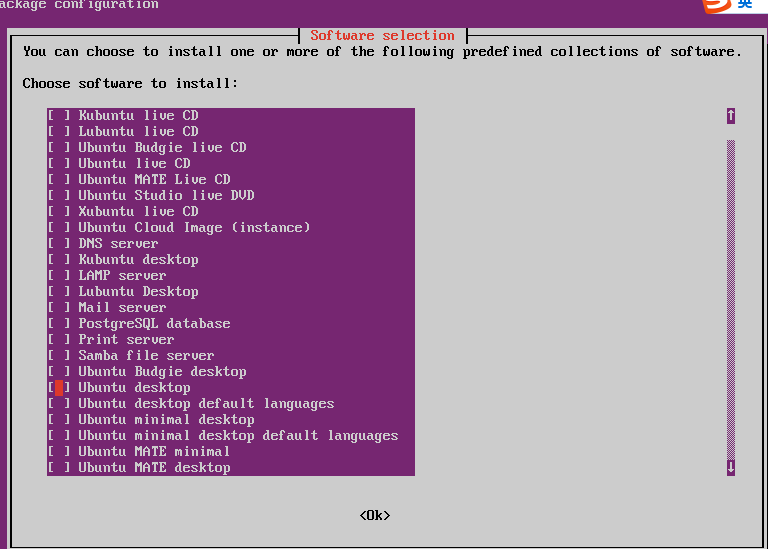 ackage configuration
英
Software selection
You can choose to install one or more of the following predefined collections of software.
Choose software to install:
[ ] Kubuntu live CD
[ ] Lubuntu live CD
[ ] Ubuntu Budgie live CD
[ ] Ubuntu live CD
[ ] Ubuntu MATE Live CD
[ ] Ubuntu Studio live DVD
[ ] Xubuntu live CD
[ ] Ubuntu Cloud Image (instance)
[ ] DNS server
[ ] Kubuntu desktop
[ ] LAMP server
[ ] Lubuntu Desktop
[ ] Mail server
[ ] PostgreSQL database
[ ] Print server
[ ] Samba file server
[ ] Ubuntu Budgie desktop
[ ] Ubuntu desktop
[ ] Ubuntu desktop default languages
[ ] Ubuntu minimal desktop
[ ] Ubuntu minimal desktop default languages
[ ] Ubuntu MATE minimal
[ ] Ubuntu MATE desktop
<Ok>